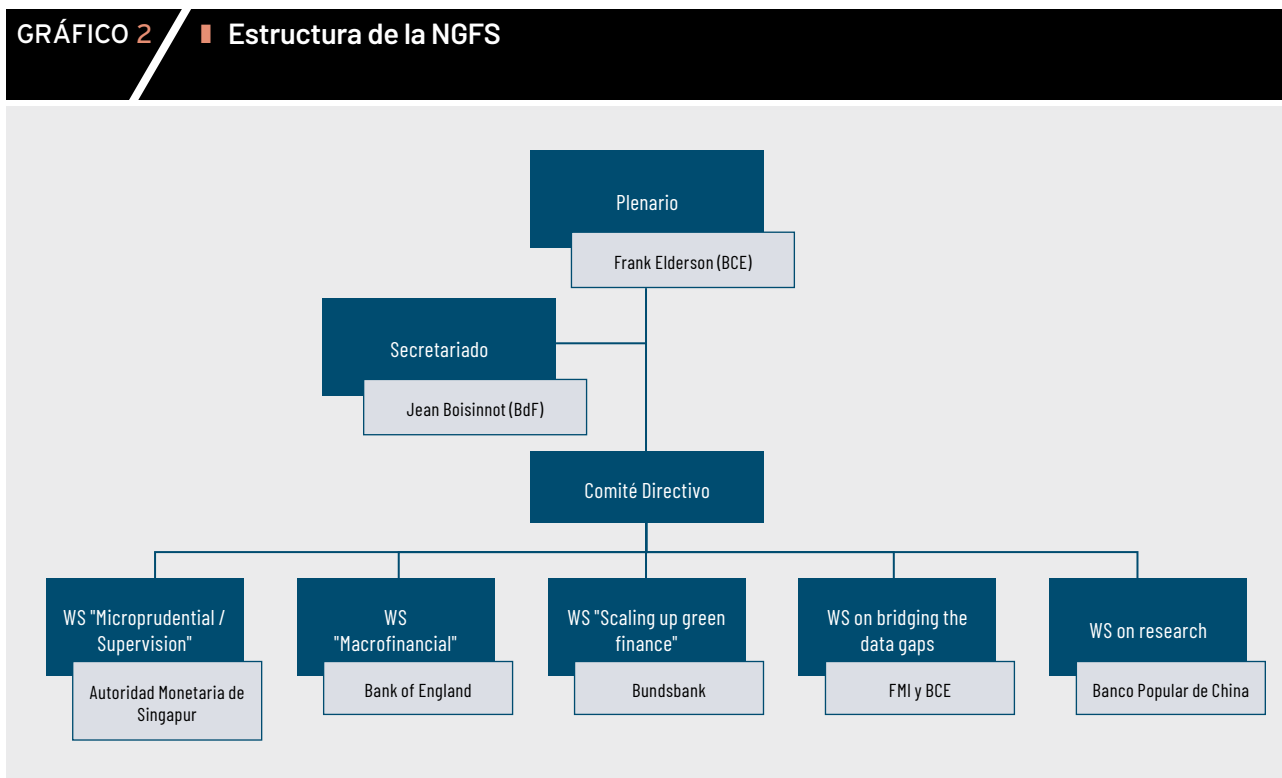 GRÁFICO 2
Estructura de la NGFS
Plenario
Frank Elderson (BCE)
Secretariado
Jean Boisinnot (BdF)
Comité Directivo
WS "Microprudential /
Supervision"
Autoridad Monetaria de
Singapur
WS
"Macrofinancial"
Bank of England
WS "Scaling up green
finance"
Bundsbank
WS on bridging the
data gaps
FMI y BCE
WS on research
Banco Popular de China